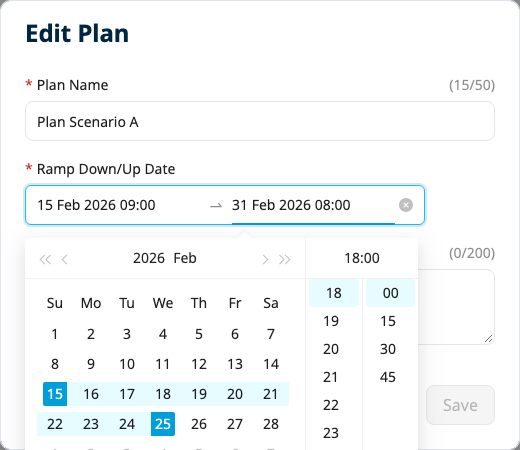 Edit Plan
* Plan Name (15/50)
Plan Scenario A
* Ramp Down/Up Date
15 Feb 2026 09:00 → 31 Feb 2026 08:00
(0/200)
2026 Feb 18:00
Su Mo Tu We Th Fr Sa
1 2 3 4 5 6 7
8 9 10 11 12 13 14
15 16 17 18 19 20 21
22 23 24 25 26 27 28
18 00
19 15
20 30
21 45
22
23
Save